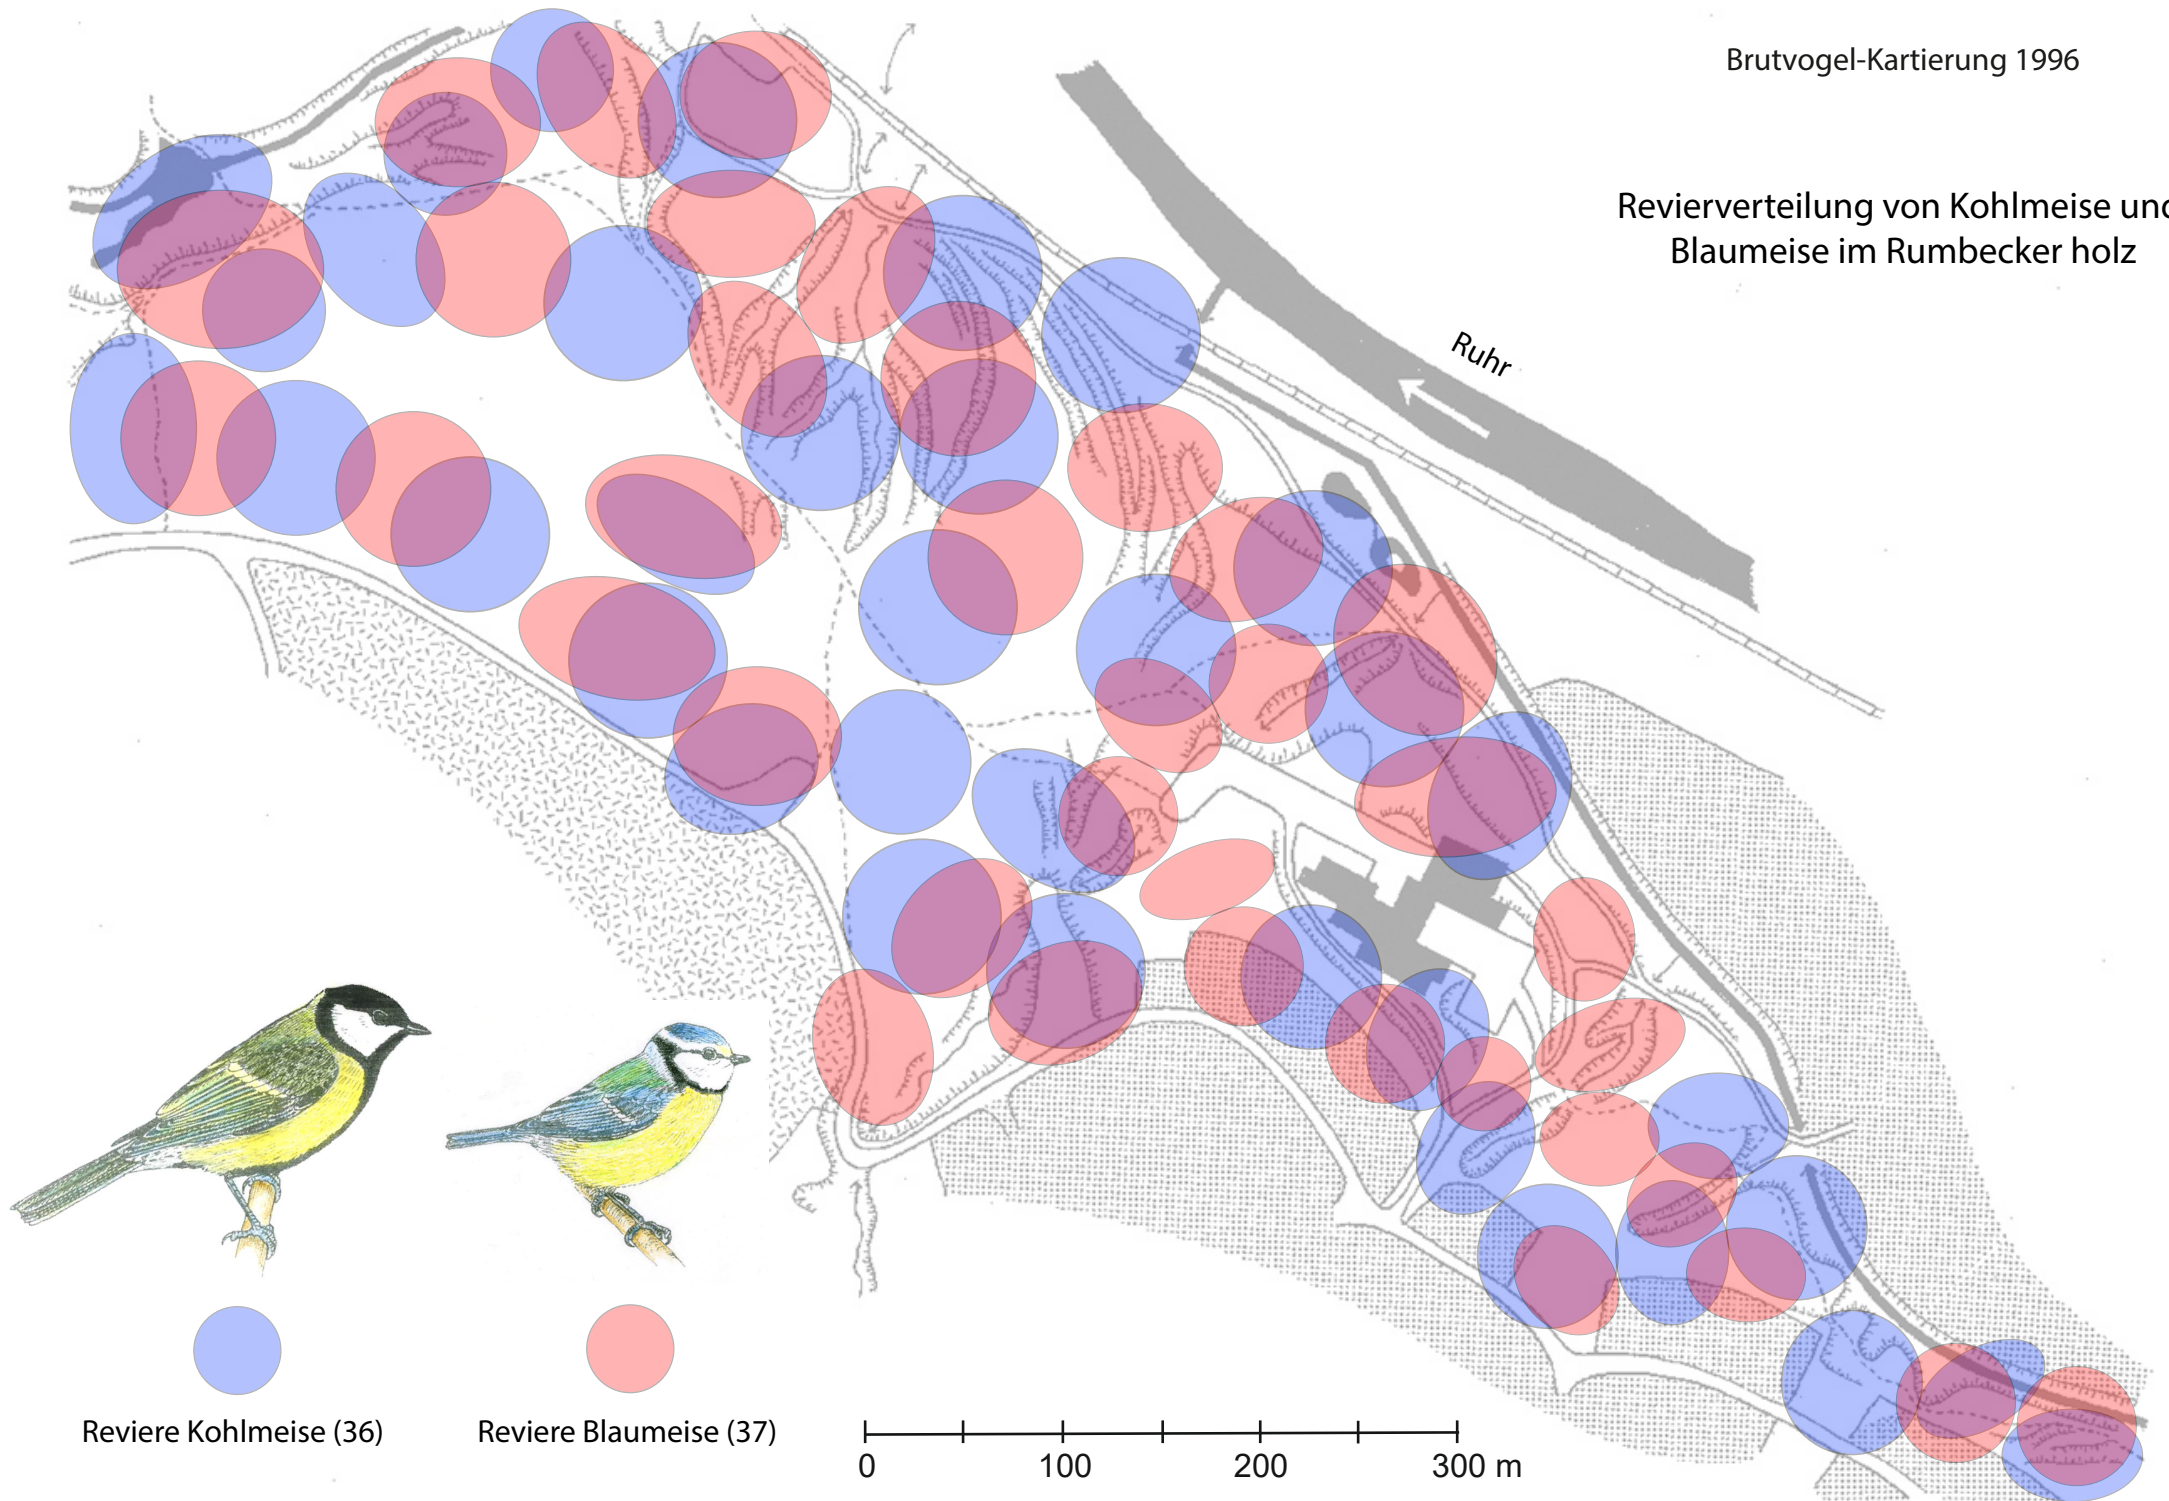 Brutvogel-Kartierung 1996
Revierverteilung von Kohlmeise und
Blaumeise im Rumbecker holz
Ruhr
Reviere Kohlmeise (36)
Reviere Blaumeise (37)
0 100 200 300 m